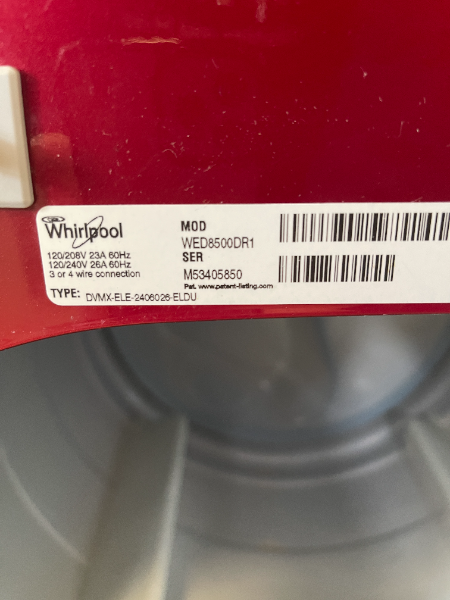 Whirlpool
120/208V 23A 60Hz
120/240V 26A 60Hz
3 or 4 wire connection
TYPE: DVMX-ELE-2406026-ELDU
MOD
WED8500DR1
SER
M53405850
Pat. www.patent-listing.com